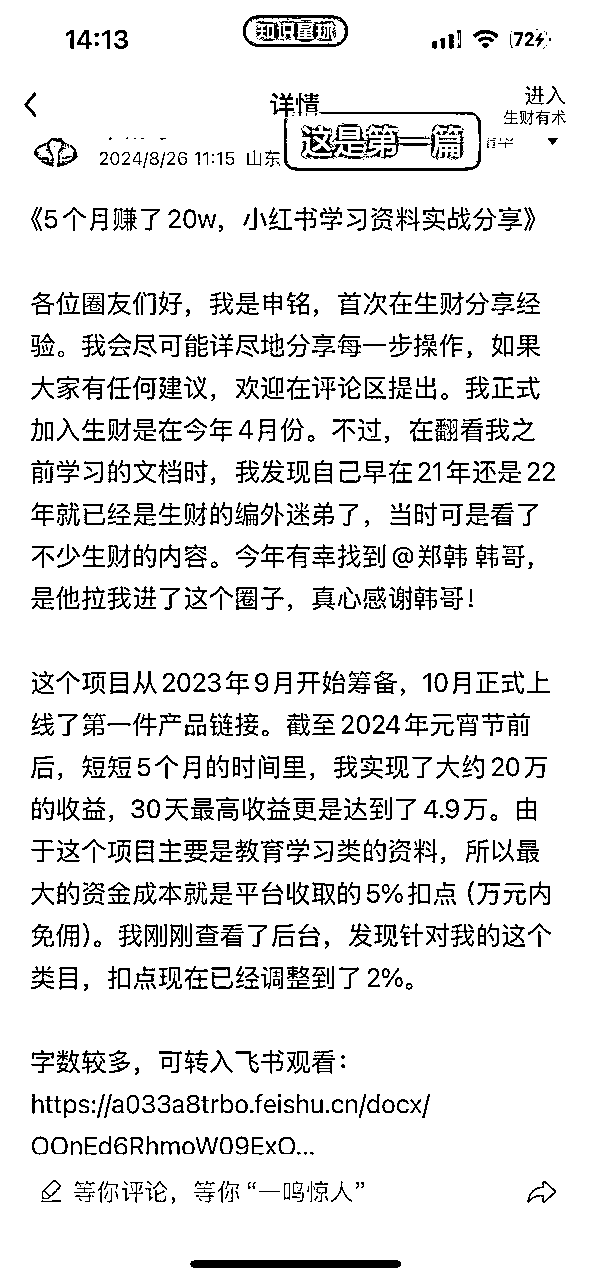 14:13
知识星球
72
详情
进入
生财有术
这是第一篇
2024/8/26 11:15 山东
《5个月赚了20w，小红书学习资料实战分享》
各位圈友们好，我是申铭，首次在生财分享经
验。我会尽可能详尽地分享每一步操作，如果
大家有任何建议，欢迎在评论区提出。我正式
加入生财是在今年4月份。不过，在翻看我之
前学习的文档时，我发现自己早在21年还是22
年就已经是生财的编外迷弟了，当时可是看了
不少生财的内容。今年有幸找到@郑韩 韩哥，
是他拉我进了这个圈子，真心感谢韩哥！
这个项目从2023年9月开始筹备，10月正式上
线了第一件产品链接。截至2024年元宵节前
后，短短5个月的时间里，我实现了大约20万
的收益，30天最高收益更是达到了4.9万。由
于这个项目主要是教育学习类的资料，所以最
大的资金成本就是平台收取的5%扣点（万元内
免佣）。我刚刚查看了后台，发现针对我的这个
类目，扣点现在已经调整到了2%。
字数较多，可转入飞书观看：
https://a033a8trbo.feishu.cn/docx/
OOnEd6RhmoW09ExO...
等你评论，等你“一鸣惊人”